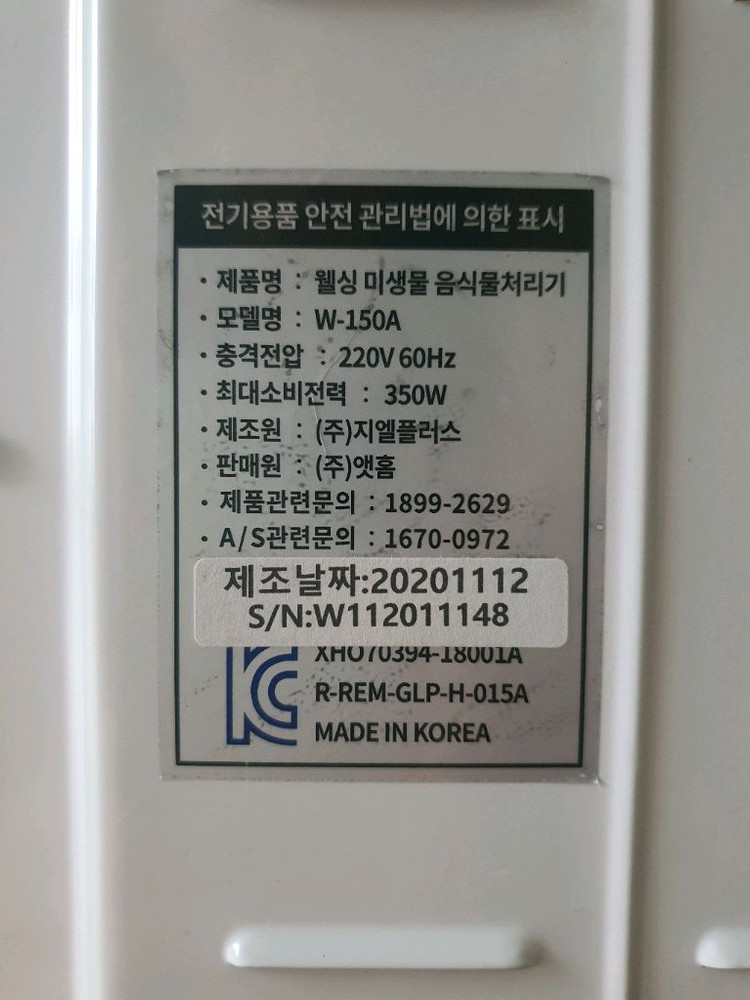 전기용품 안전 관리법에 의한 표시
· 제품명 : 웰싱 미생물 음식물처리기
· 모델명 : W-150A
· 충격전압 : 220V 60Hz
· 최대소비전력 : 350W
· 제조원 : (주)지엘플러스
· 판매원 : (주)앳홈
· 제품관련문의 : 1899-2629
· A/S관련문의 : 1670-0972
제조날짜:20201112
S/N:W112011148
XHO70394-18001A
R-REM-GLP-H-015A
MADE IN KOREA